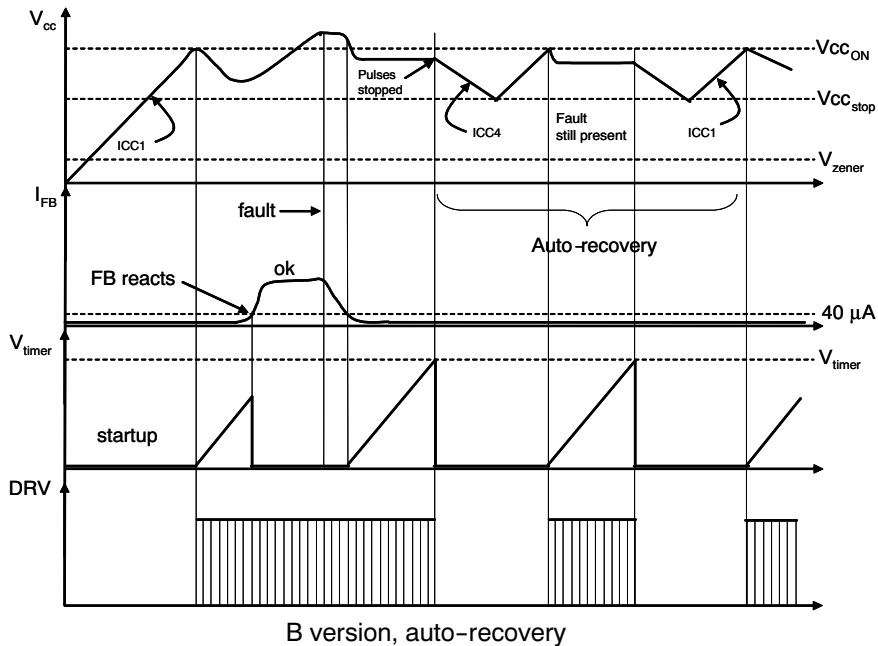 Vcc
VccON
Pulses
stopped
VCCstop
ICC1
ICC4
Fault
still present
ICC1
Vzener
IFB
fault
Auto-recovery
ok
FB reacts
40 μA
Vtimer
Vtimer
startup
DRV
B version, auto-recovery